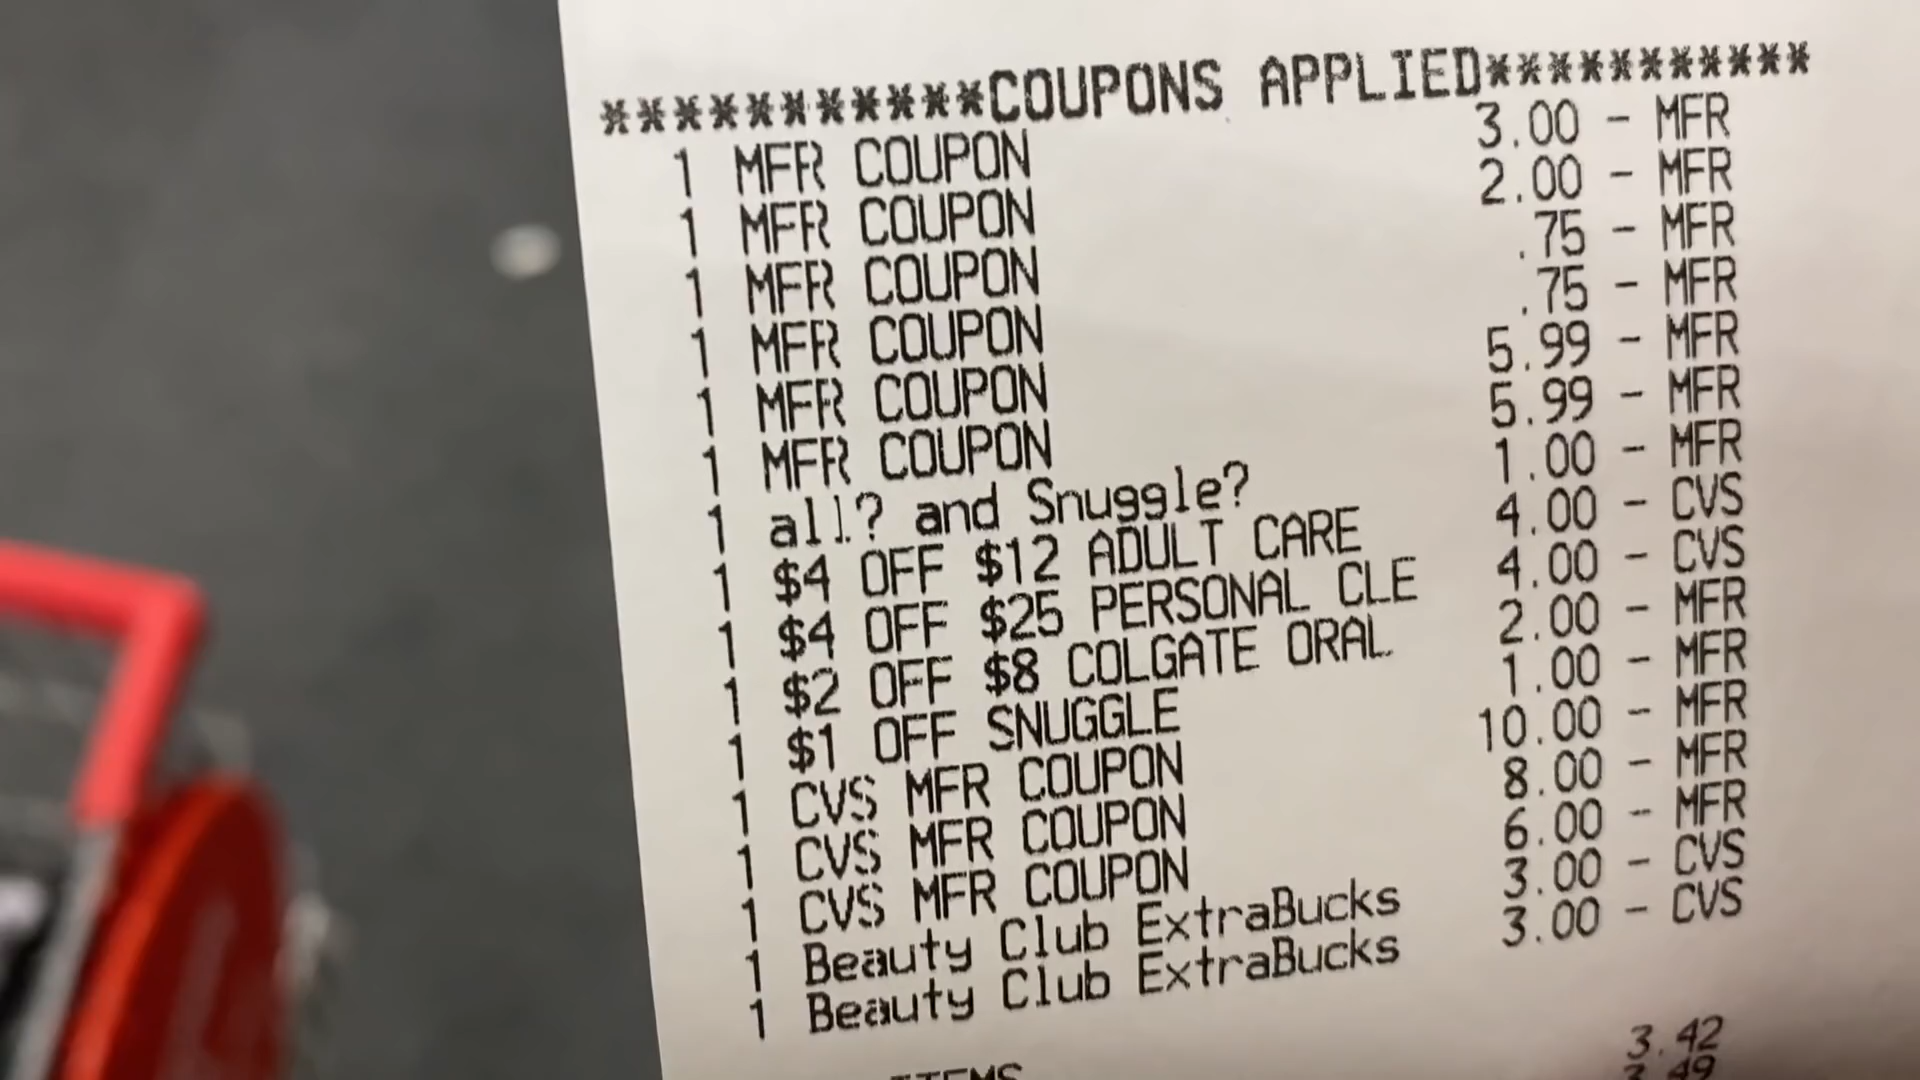 ***********COUPONS APPLIED***********
1 MFR COUPON 3.00 - MFR
1 MFR COUPON 2.00 - MFR
1 MFR COUPON .75 - MFR
1 MFR COUPON .75 - MFR
1 MFR COUPON 5.99 - MFR
1 MFR COUPON 5.99 - MFR
1 all? and Snuggle? 1.00 - MFR
1 $4 OFF $12 ADULT CARE 4.00 - CVS
1 $4 OFF $25 PERSONAL CLE 4.00 - CVS
1 $2 OFF $8 COLGATE ORAL 2.00 - MFR
1 $1 OFF SNUGGLE 1.00 - MFR
1 CVS MFR COUPON 10.00 - MFR
1 CVS MFR COUPON 8.00 - MFR
1 CVS MFR COUPON 6.00 - MFR
1 Beauty Club ExtraBucks 3.00 - CVS
1 Beauty Club ExtraBucks 3.00 - CVS
ITEMS 3.42